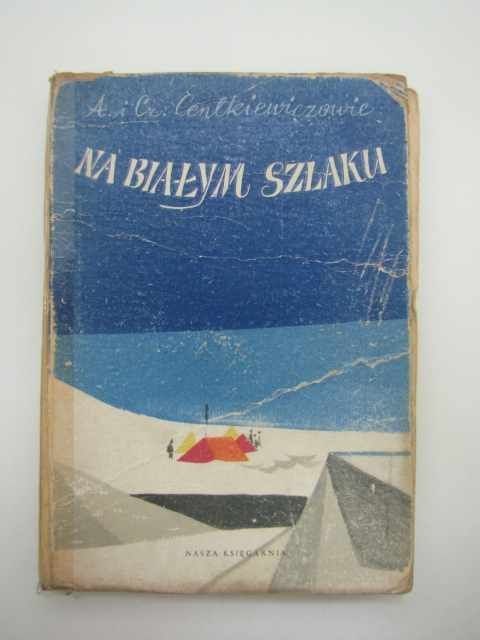 A. i Cz. Centkiewiczowie
NA BIAŁYM SZLAKU
NASZA KSIĘGARNIA